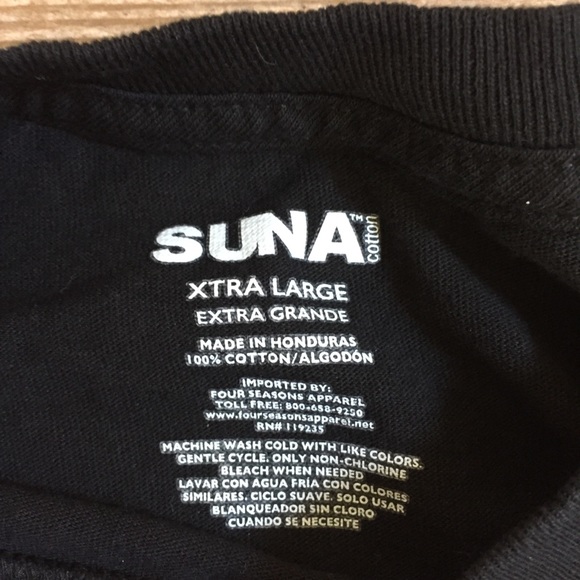 SUNA™ cotton
XTRA LARGE
EXTRA GRANDE
MADE IN HONDURAS
100% COTTON/ALGODÓN
IMPORTED BY:
FOUR SEASONS APPAREL
TOLL FREE: 800-658-9250
www.fourseasonsapparel.net
RN# 119235
MACHINE WASH COLD WITH LIKE COLORS.
GENTLE CYCLE. ONLY NON-CHLORINE
BLEACH WHEN NEEDED
LAVAR CON AGUA FRÍA CON COLORES
SIMILARES. CICLO SUAVE. SOLO USAR
BLANQUEADOR SIN CLORO
CUANDO SE NECESITE